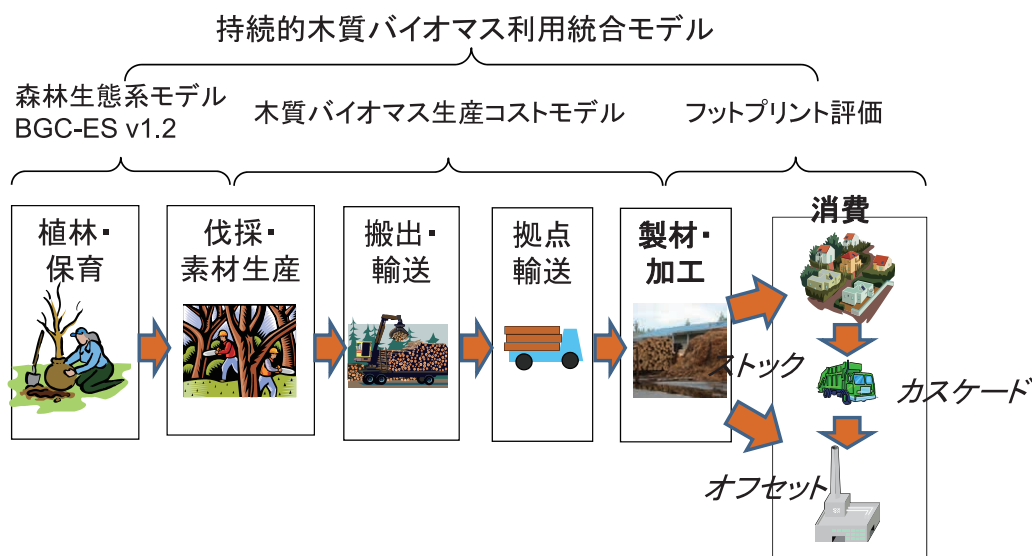 持続的木質バイオマス利用統合モデル
森林生態系モデル
BGC-ES v1.2
木質バイオマス生産コストモデル
フットプリント評価
植林・
保育
伐採・
素材生産
搬出・
輸送
拠点
輸送
製材・
加工
消費
ストック
カスケード
オフセット